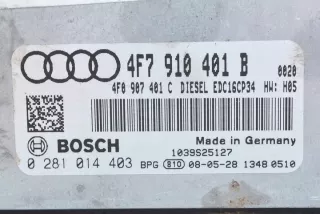 4F7 910 401 B 0020
4F0 907 401 C DIESEL EDC16CP34 HW: H05
BOSCH
Made in Germany
1039S25127
0 281 014 403 BPG 810 08-05-28 1348 0510